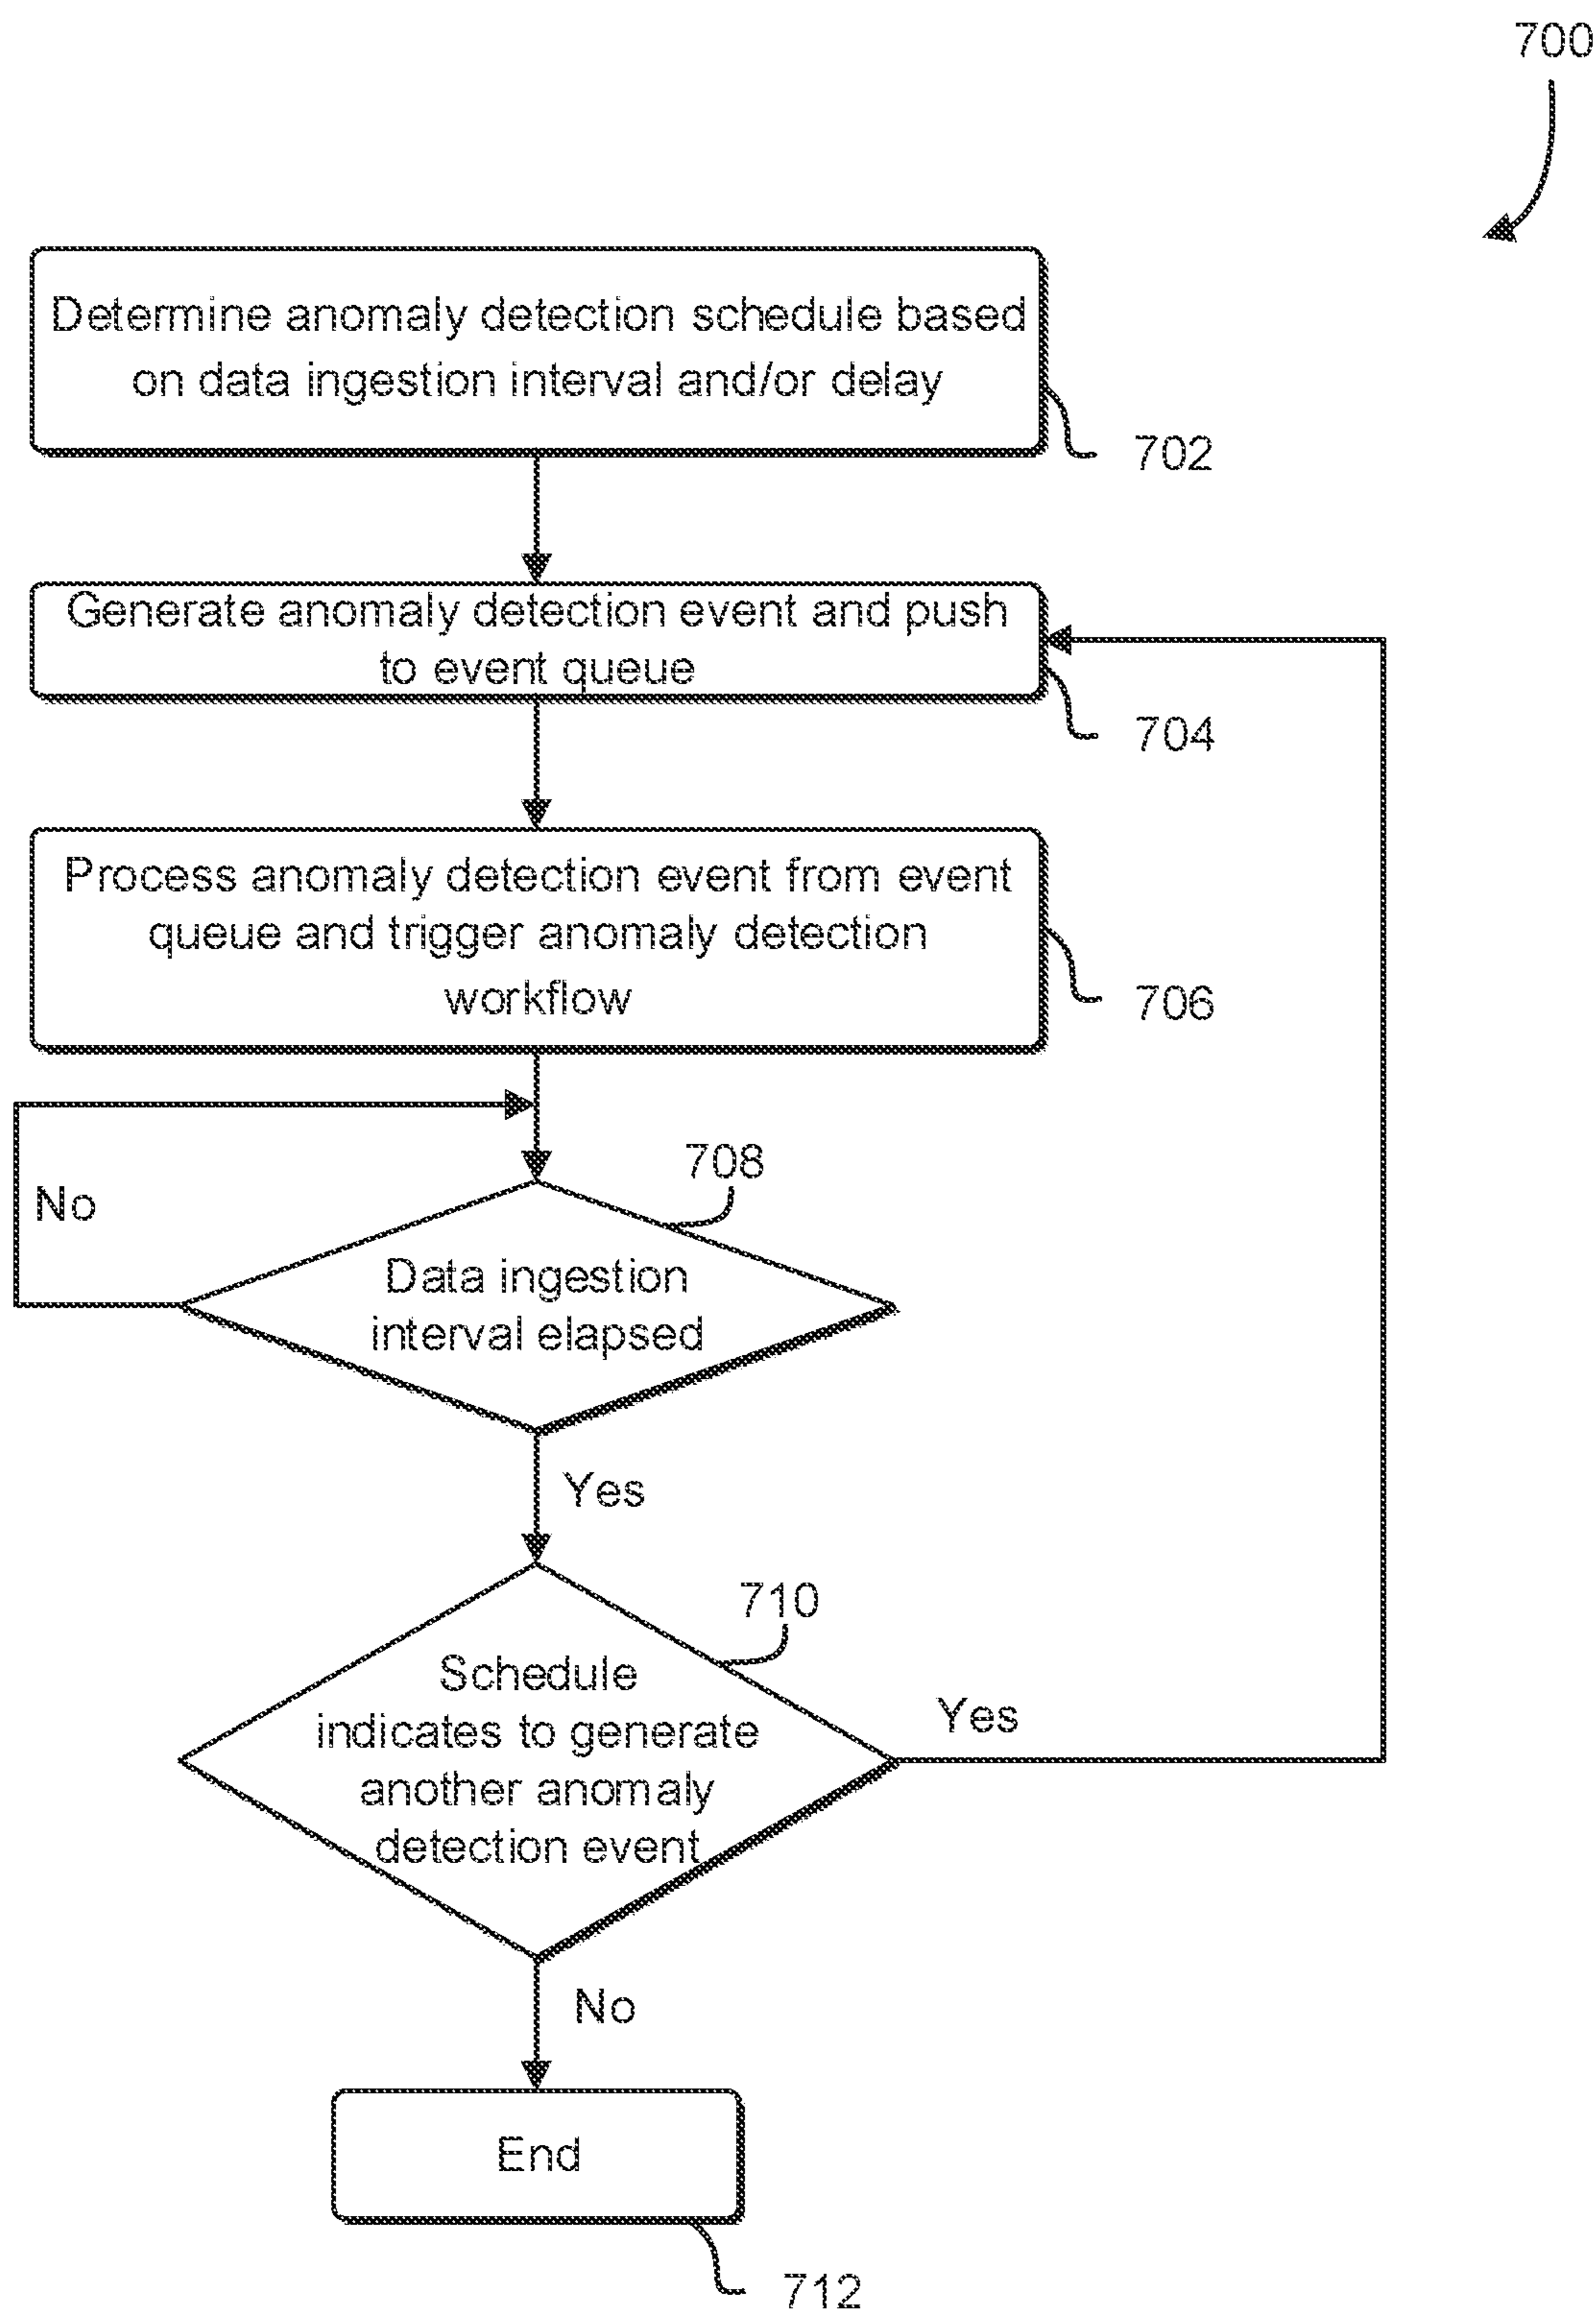 700
Determine anomaly detection schedule based
on data ingestion interval and/or delay
702
Generate anomaly detection event and push
to event queue
704
Process anomaly detection event from event
queue and trigger anomaly detection
workflow
706
708
No
Data ingestion
interval elapsed
Yes
710
Schedule
indicates to generate
another anomaly
detection event
Yes
No
End
712